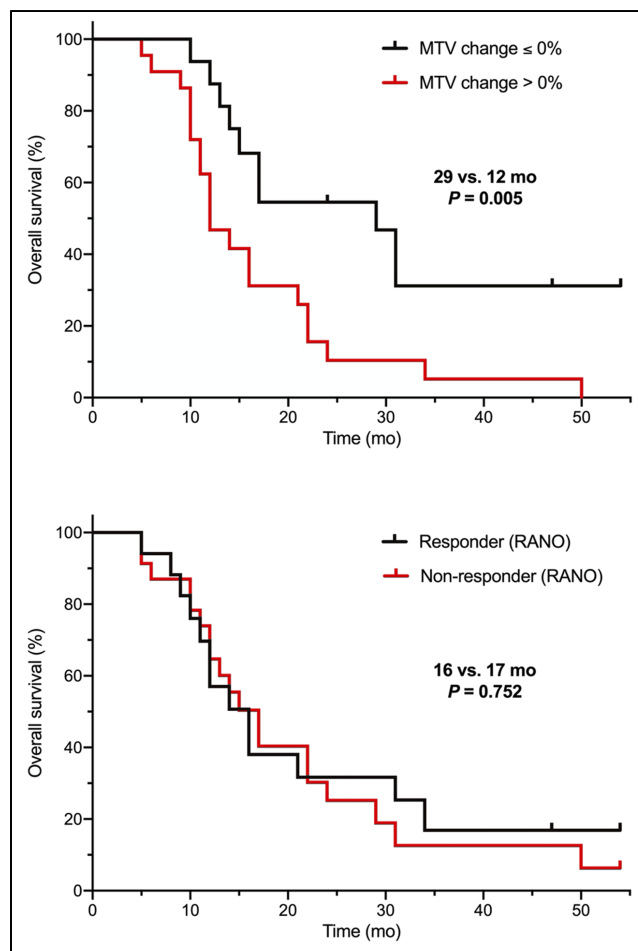 100
80
60
40
20
0
Overall survival (%)
MTV change ≤ 0%
MTV change > 0%
29 vs. 12 mo
P = 0.005
0 10 20 30 40 50
Time (mo)
100
80
60
40
20
0
Overall survival (%)
Responder (RANO)
Non-responder (RANO)
16 vs. 17 mo
P = 0.752
0 10 20 30 40 50
Time (mo)